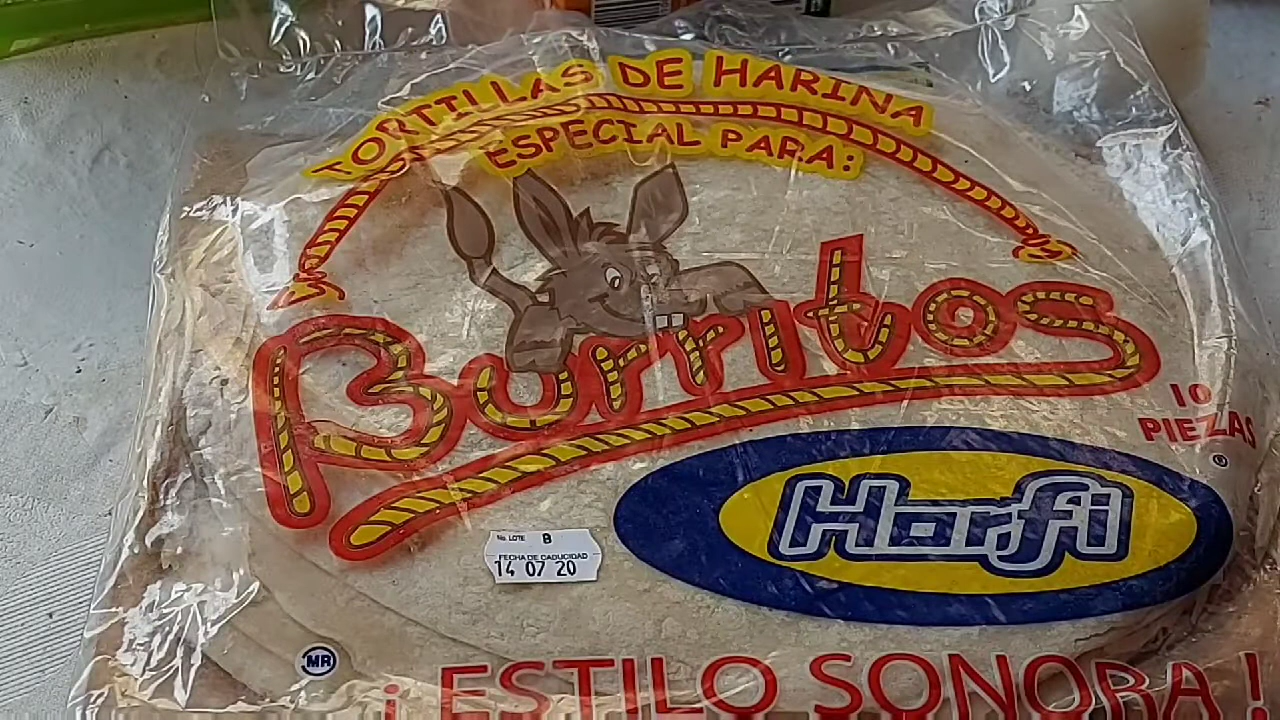 TORTILLAS DE HARINA
ESPECIAL PARA:
Burritos
10
PIEZAS
Harfi
No. LOTE B
FECHA DE CADUCIDAD
14 07 20
MR
¡ESTILO SONORA!